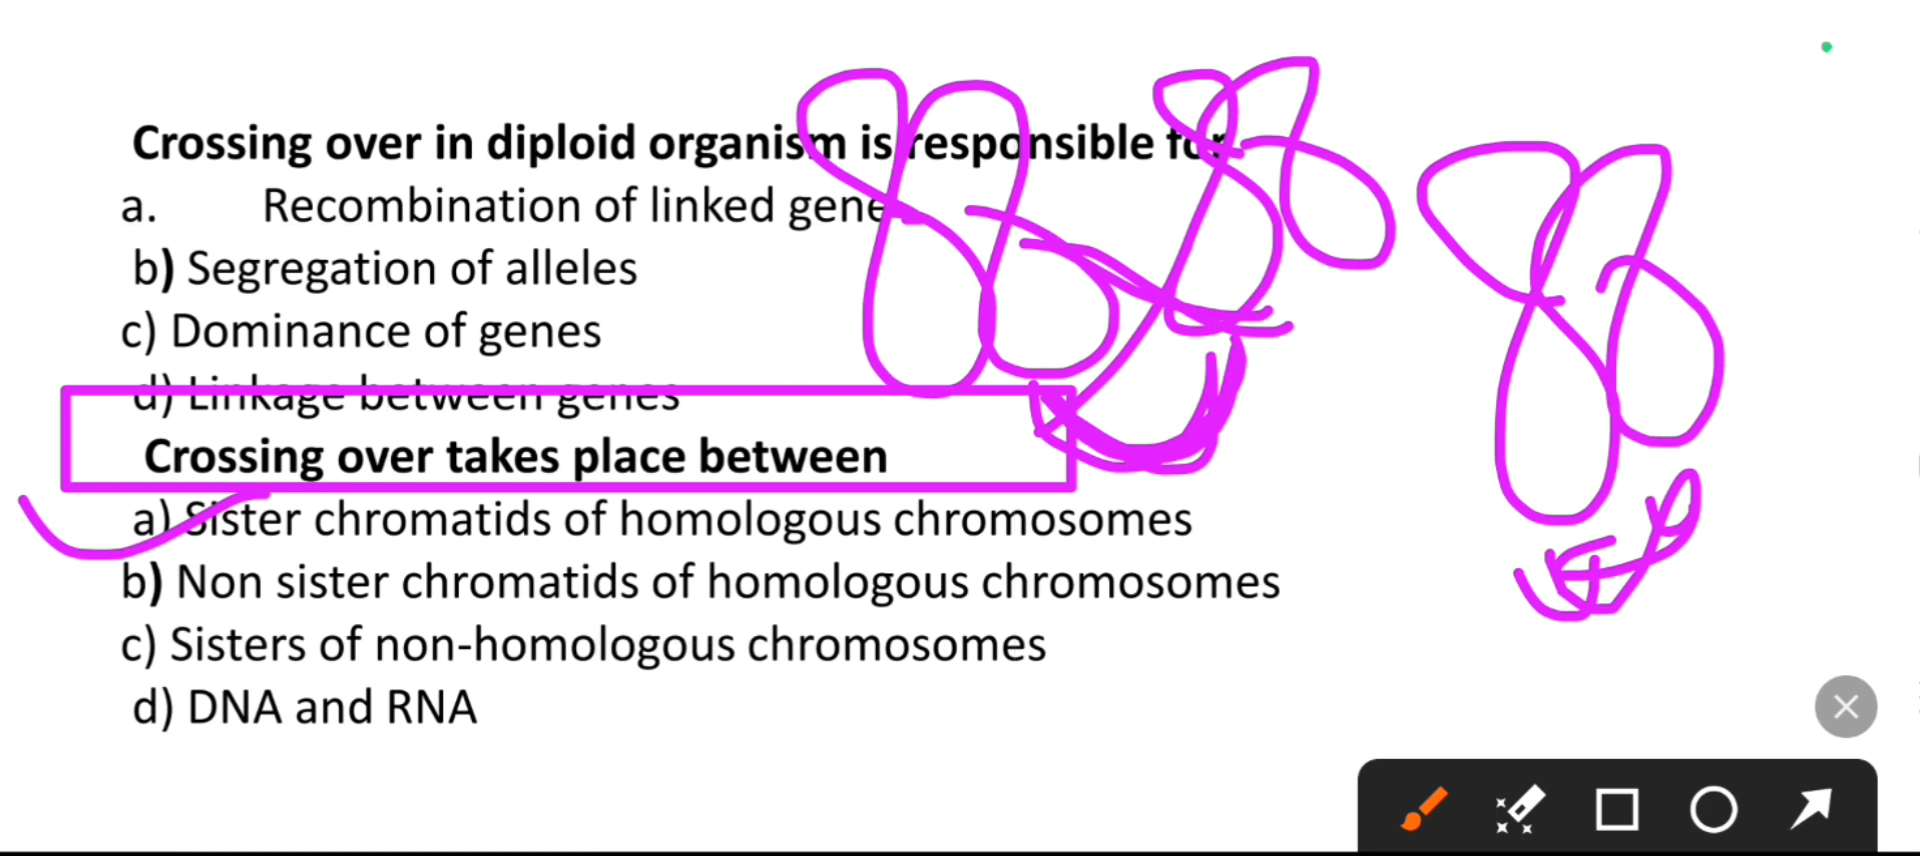 Crossing over in diploid organism is responsible for
a. Recombination of linked gene
b) Segregation of alleles
c) Dominance of genes
d) Linkage between genes
Crossing over takes place between
a) Sister chromatids of homologous chromosomes
b) Non sister chromatids of homologous chromosomes
c) Sisters of non-homologous chromosomes
d) DNA and RNA